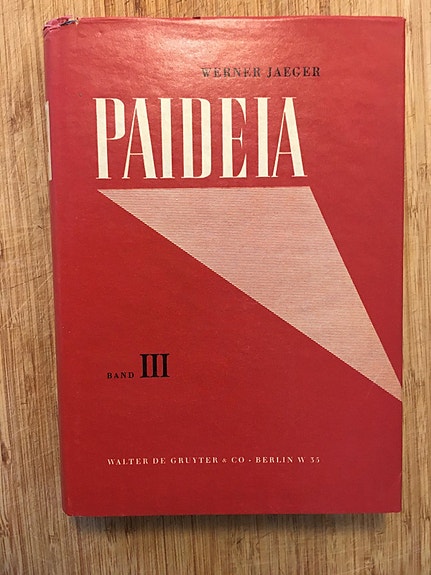 WERNER JAEGER
PAIDEIA
BAND III
WALTER DE GRUYTER & CO · BERLIN W 35